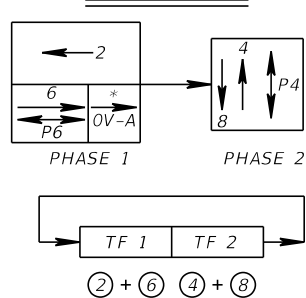 2
6 *
P6 OV-A
4
P4
8
PHASE 1 PHASE 2
TF 1 TF 2
2 + 6 4 + 8